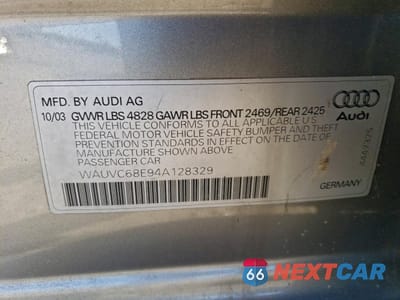 MFD. BY AUDI AG
10/03 GVWR LBS 4828 GAWR LBS FRONT 2469/REAR 2425
THIS VEHICLE CONFORMS TO ALL APPLICABLE U.S.
FEDERAL MOTOR VEHICLE SAFETY BUMPER AND THEFT
PREVENTION STANDARDS IN EFFECT ON THE DATE
OF MANUFACTURE SHOWN ABOVE
PASSENGER CAR
WAUVC68E94A128329
Audi
GERMANY
66 NEXTCAR